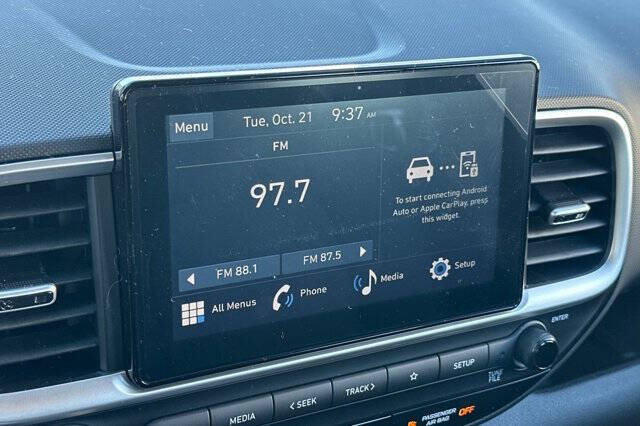 Menu
Tue, Oct. 21
9:37 AM
FM
97.7
To start connecting Android
Auto or Apple CarPlay, press
this widget.
FM 88.1
FM 87.5
All Menus
Phone
Media
Setup
MEDIA
< SEEK
TRACK >
SETUP
TUNE
FILE
ENTER
PASSENGER
AIR BAG
OFF